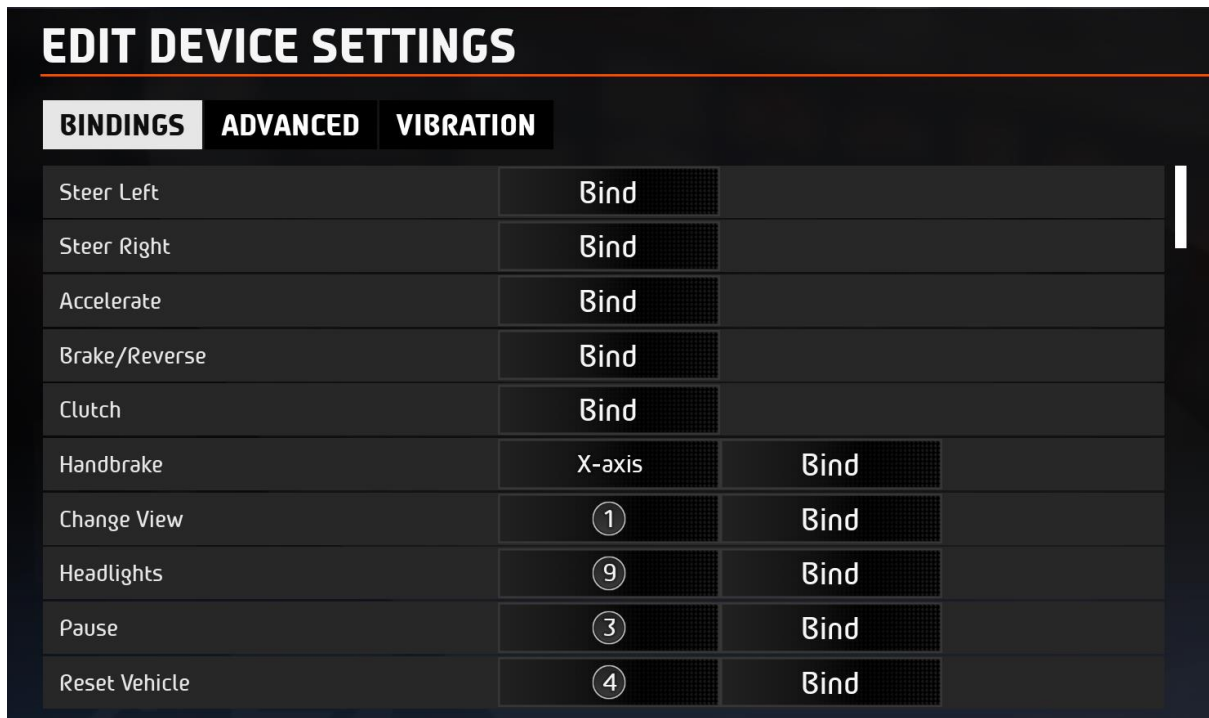 EDIT DEVICE SETTINGS
BINDINGS ADVANCED VIBRATION
Steer Left Bind
Steer Right Bind
Accelerate Bind
Brake/Reverse Bind
Clutch Bind
Handbrake X-axis Bind
Change View 1 Bind
Headlights 9 Bind
Pause 3 Bind
Reset Vehicle 4 Bind